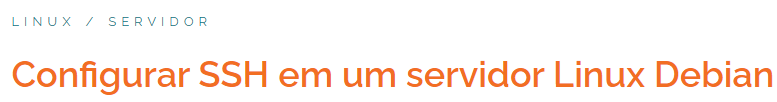 LINUX / SERVIDOR
Configurar SSH em um servidor Linux Debian